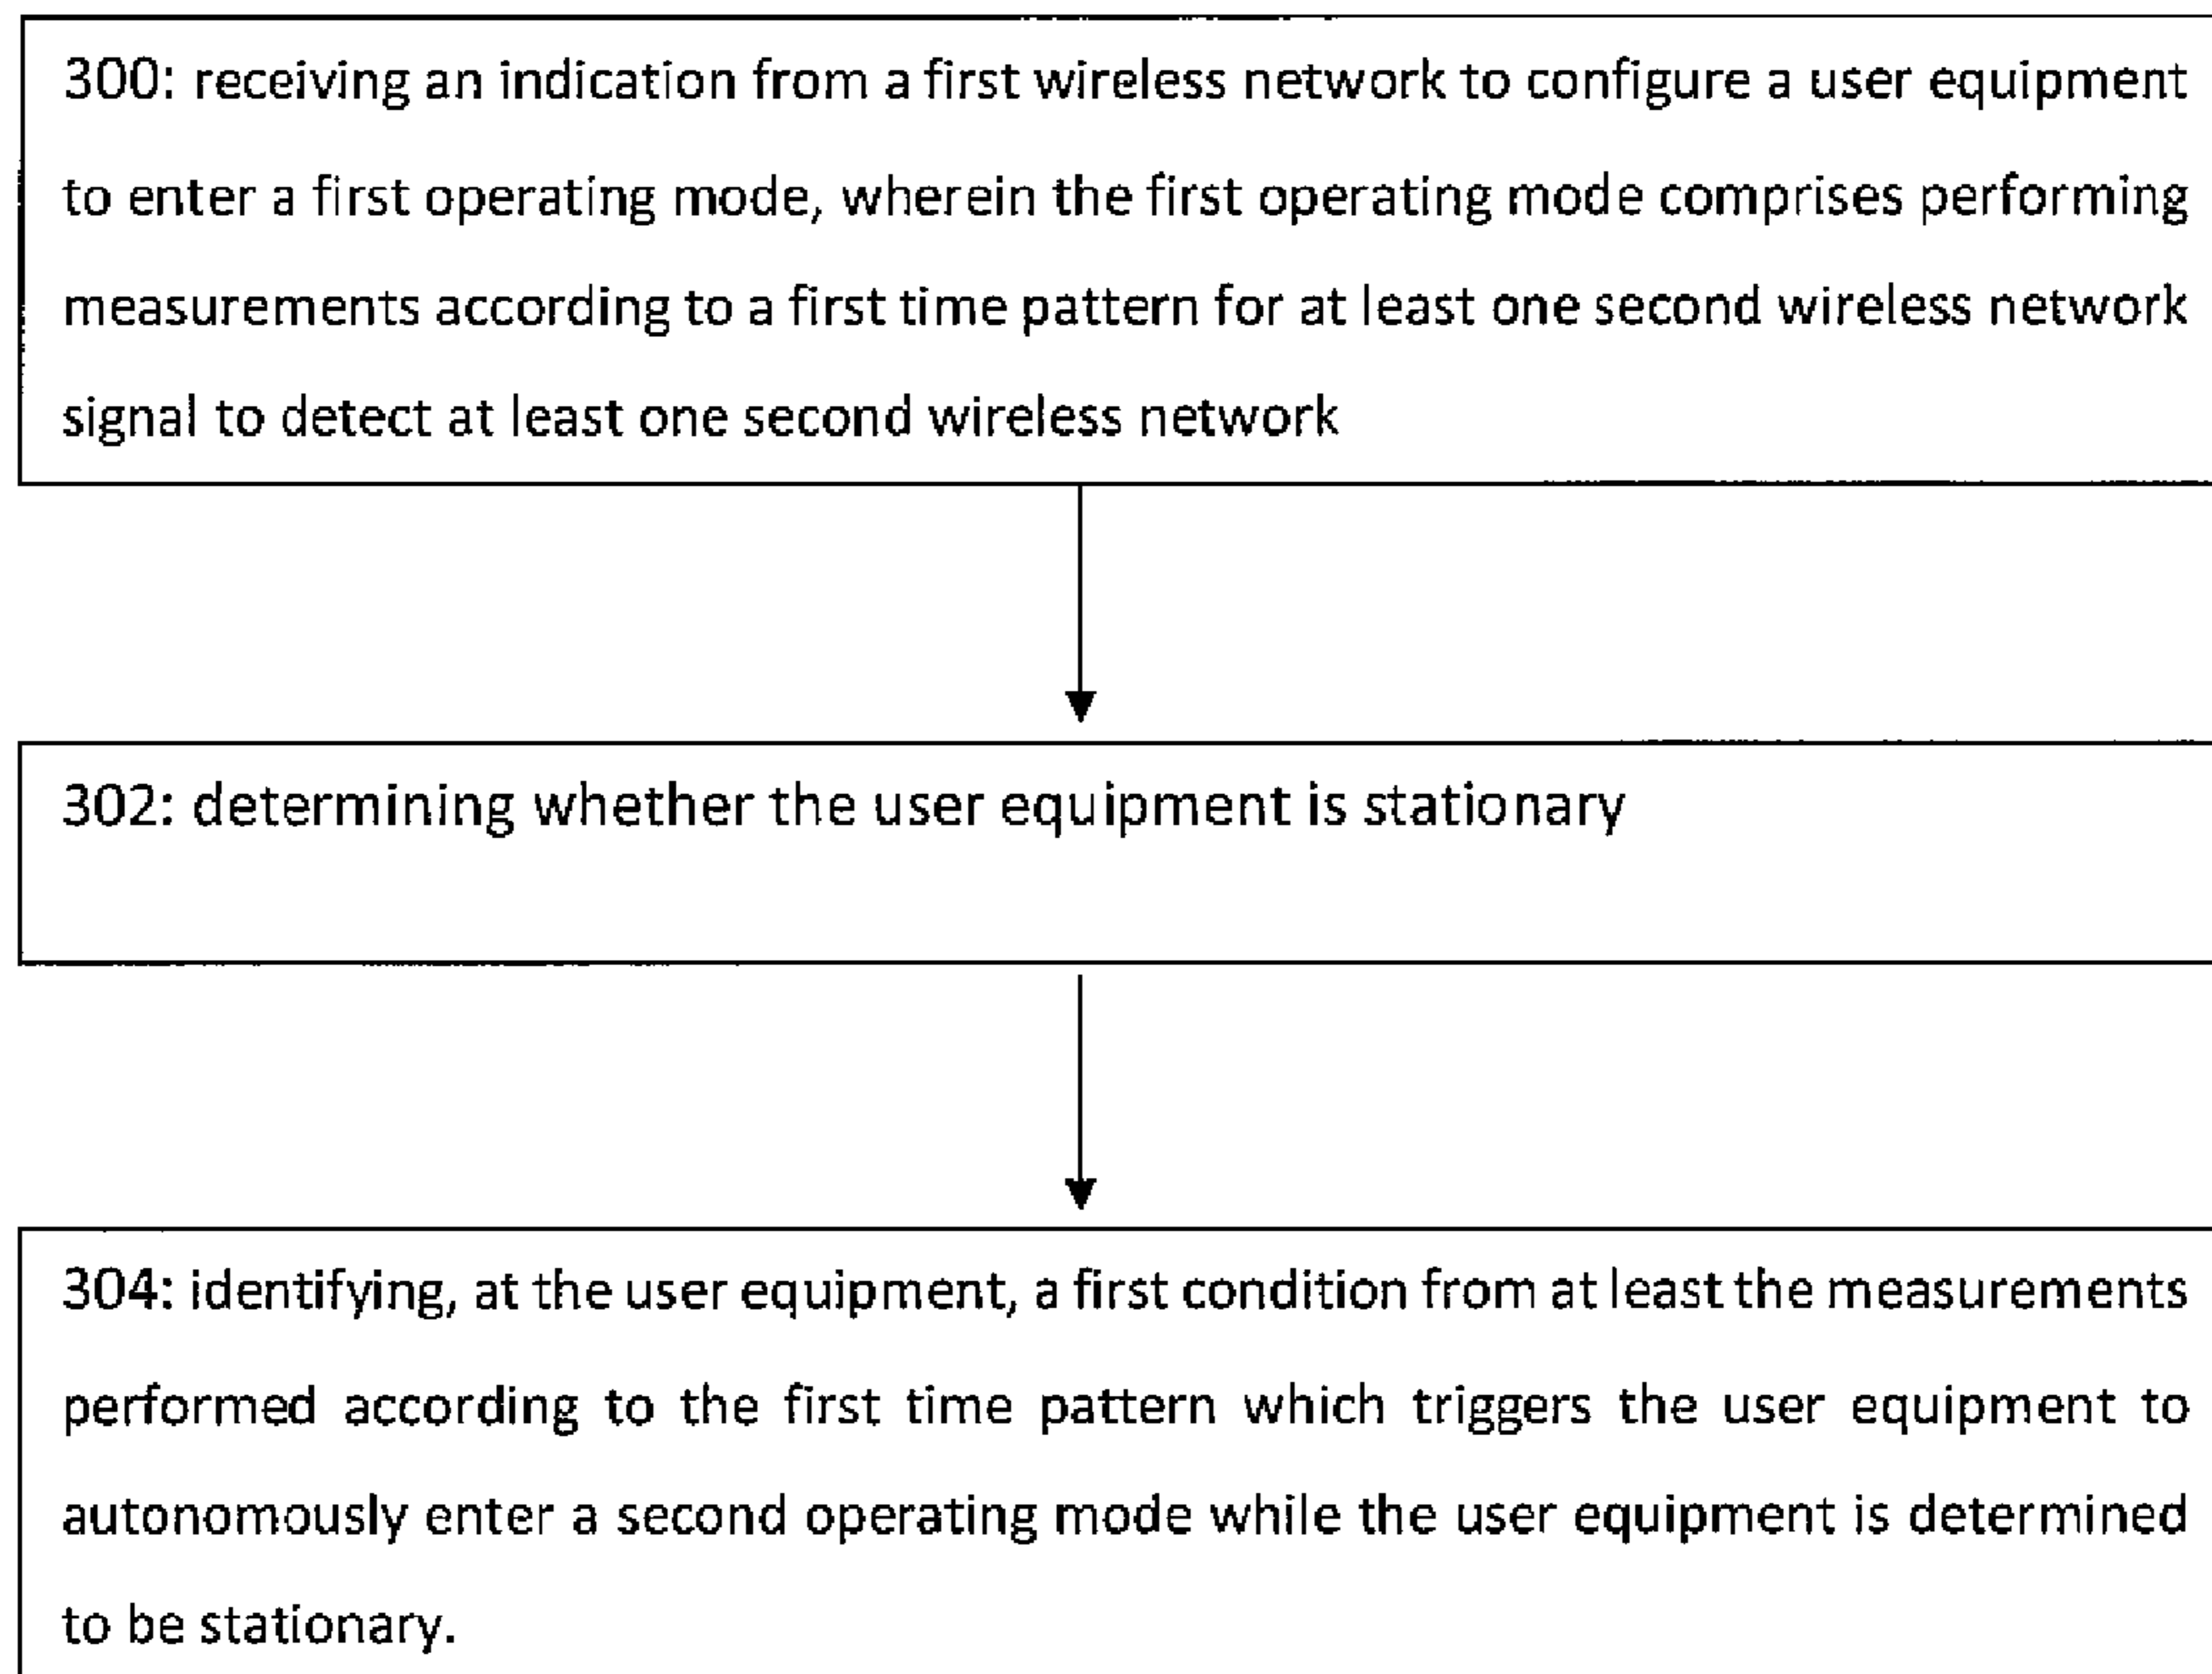 300: receiving an indication from a first wireless network to configure a user equipment
to enter a first operating mode, wherein the first operating mode comprises performing
measurements according to a first time pattern for at least one second wireless network
signal to detect at least one second wireless network
302: determining whether the user equipment is stationary
304: identifying, at the user equipment, a first condition from at least the measurements
performed according to the first time pattern which triggers the user equipment to
autonomously enter a second operating mode while the user equipment is determined
to be stationary.